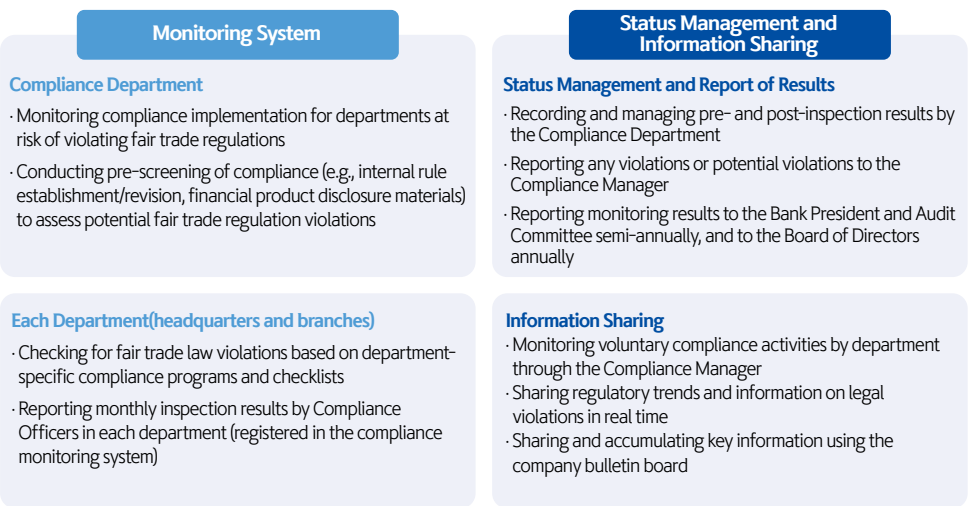 Monitoring System
Compliance Department
· Monitoring compliance implementation for departments at
risk of violating fair trade regulations
· Conducting pre-screening of compliance (e.g., internal rule
establishment/revision, financial product disclosure materials)
to assess potential fair trade regulation violations
Each Department(headquarters and branches)
· Checking for fair trade law violations based on department-
specific compliance programs and checklists
· Reporting monthly inspection results by Compliance
Officers in each department (registered in the compliance
monitoring system)
Status Management and
Information Sharing
Status Management and Report of Results
· Recording and managing pre- and post-inspection results by
the Compliance Department
· Reporting any violations or potential violations to the
Compliance Manager
· Reporting monitoring results to the Bank President and Audit
Committee semi-annually, and to the Board of Directors
annually
Information Sharing
· Monitoring voluntary compliance activities by department
through the Compliance Manager
· Sharing regulatory trends and information on legal
violations in real time
· Sharing and accumulating key information using the
company bulletin board